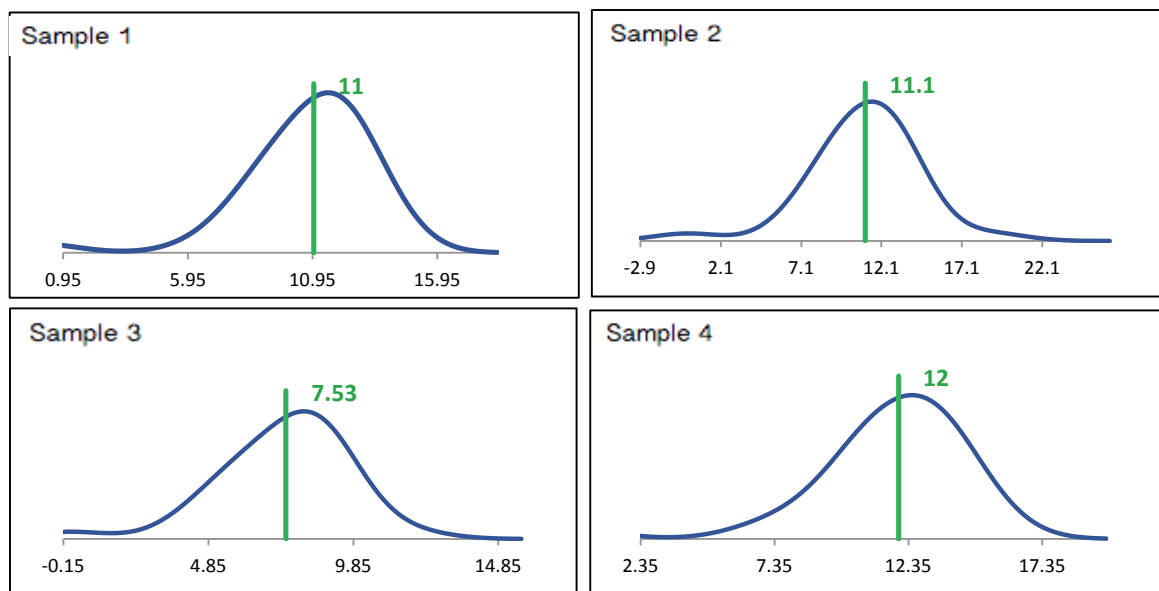 Sample 1
11
0.95 5.95 10.95 15.95
Sample 2
11.1
-2.9 2.1 7.1 12.1 17.1 22.1
Sample 3
7.53
-0.15 4.85 9.85 14.85
Sample 4
12
2.35 7.35 12.35 17.35